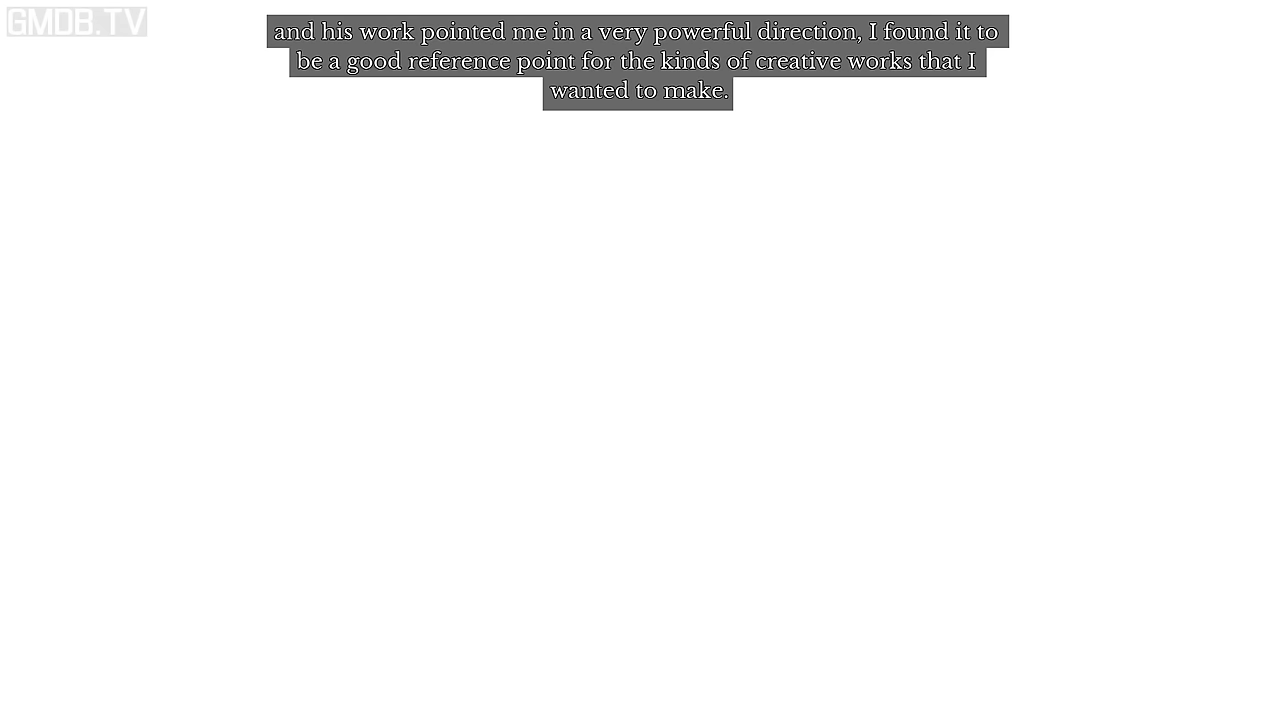 GMDB.TV
and his work pointed me in a very powerful direction, I found it to
be a good reference point for the kinds of creative works that I
wanted to make.